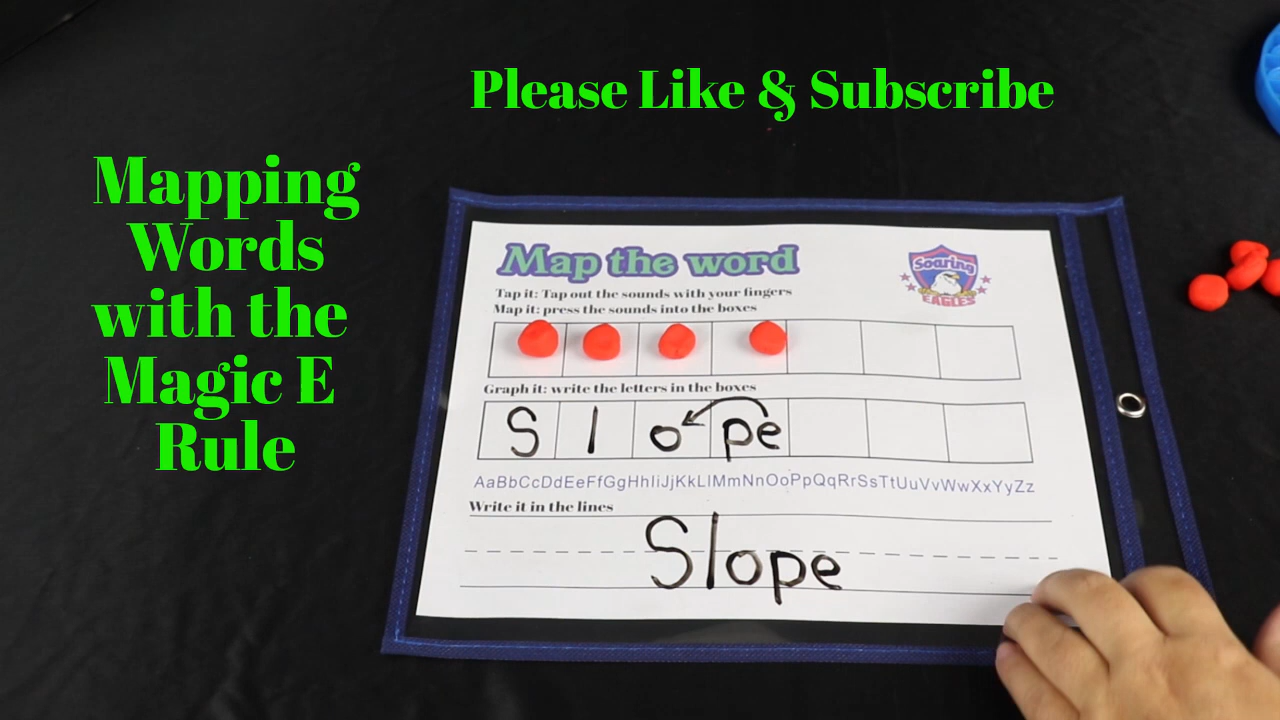 Please Like & Subscribe
Mapping
Words
with the
Magic E
Rule
Map the word
Soaring
EAGLES
Tap it: Tap out the sounds with your fingers
Map it: press the sounds into the boxes
Graph it: write the letters in the boxes
S l o pe
AaBbCcDdEeFfGgHhIiJjKkLlMmNnOoPpQqRrSsTtUuVvWwXxYyZz
Write it in the lines
Slope